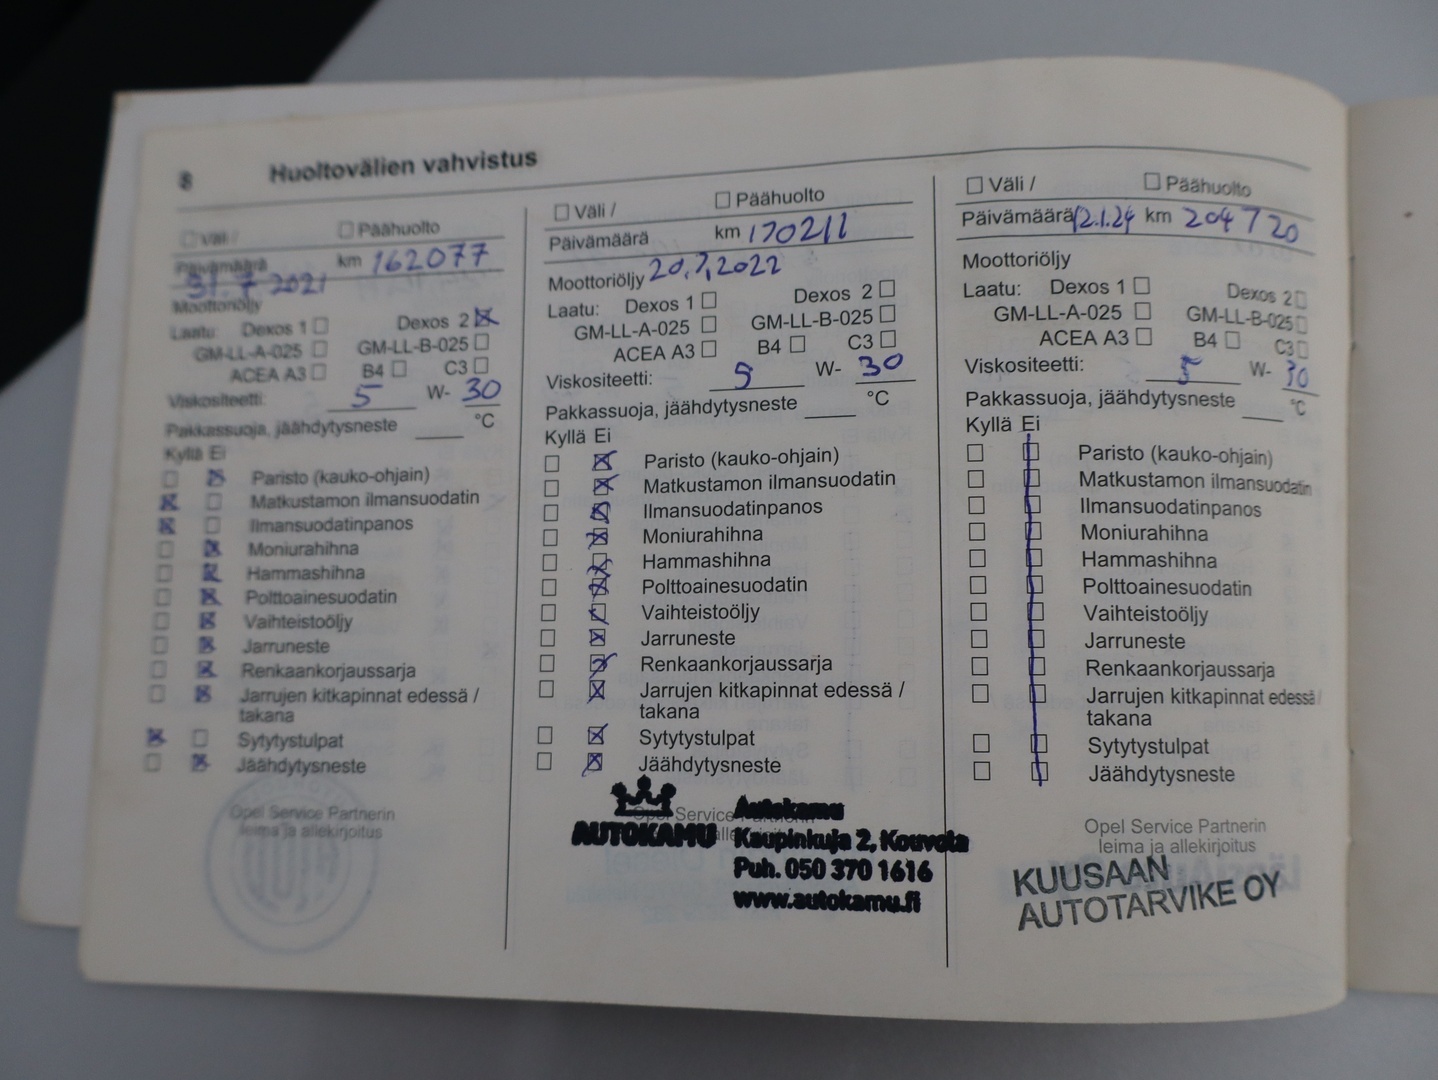 8 Huoltovälien vahvistus
Väli / Päähuolto
Päivämäärä km 162077
31.7 2021
Moottoriöljy
Laatu: Dexos 1 Dexos 2
GM-LL-A-025 GM-LL-B-025
ACEA A3 B4 C3
Viskositeetti: 5 W- 30
Pakkassuoja, jäähdytysneste °C
Kyllä Ei
Paristo (kauko-ohjain)
Matkustamon ilmansuodatin
Ilmansuodatinpanos
Moniurahihna
Hammashihna
Polttoainesuodatin
Vaihteistoöljy
Jarruneste
Renkaankorjaussarja
Jarrujen kitkapinnat edessä /
takana
Sytytystulpat
Jäähdytysneste
Opel Service Partnerin
leima ja allekirjoitus
Väli / Päähuolto
Päivämäärä km 170211
Moottoriöljy 20.7.2022
Laatu: Dexos 1 Dexos 2
GM-LL-A-025 GM-LL-B-025
ACEA A3 B4 C3
Viskositeetti: 5 W- 30
Pakkassuoja, jäähdytysneste °C
Kyllä Ei
Paristo (kauko-ohjain)
Matkustamon ilmansuodatin
Ilmansuodatinpanos
Moniurahihna
Hammashihna
Polttoainesuodatin
Vaihteistoöljy
Jarruneste
Renkaankorjaussarja
Jarrujen kitkapinnat edessä /
takana
Sytytystulpat
Jäähdytysneste
Opel Service Partnerin
AUTOKAMU
Autokamu
Kaupinkuja 2, Kouvola
Puh. 050 370 1616
www.autokamu.fi
Väli / Päähuolto
Päivämäärä 12.1.24 km 204720
Moottoriöljy
Laatu: Dexos 1 Dexos 2
GM-LL-A-025 GM-LL-B-025
ACEA A3 B4 C3
Viskositeetti: 5 W- 30
Pakkassuoja, jäähdytysneste °C
Kyllä Ei
Paristo (kauko-ohjain)
Matkustamon ilmansuodatin
Ilmansuodatinpanos
Moniurahihna
Hammashihna
Polttoainesuodatin
Vaihteistoöljy
Jarruneste
Renkaankorjaussarja
Jarrujen kitkapinnat edessä /
takana
Sytytystulpat
Jäähdytysneste
Opel Service Partnerin
leima ja allekirjoitus
KUUSAAN
AUTOTARVIKE OY